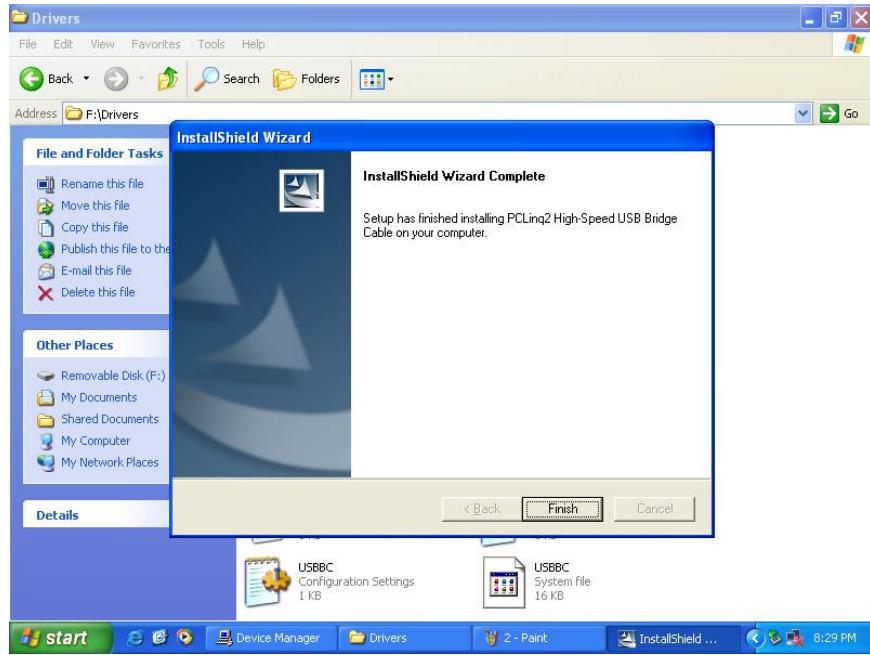 Drivers
File Edit View Favorites Tools Help
Back Search Folders
Address F:\Drivers Go
File and Folder Tasks
Rename this file
Move this file
Copy this file
Publish this file to the
E-mail this file
Delete this file
Other Places
Removable Disk (F:)
My Documents
Shared Documents
My Computer
My Network Places
Details
InstallShield Wizard
InstallShield Wizard Complete
Setup has finished installing PCLinq2 High-Speed USB Bridge
Cable on your computer.
< Back Finish Cancel
USBBC
Configuration Settings
1 KB
USBBC
System file
16 KB
start Device Manager Drivers 2 - Paint InstallShield ... 8:29 PM